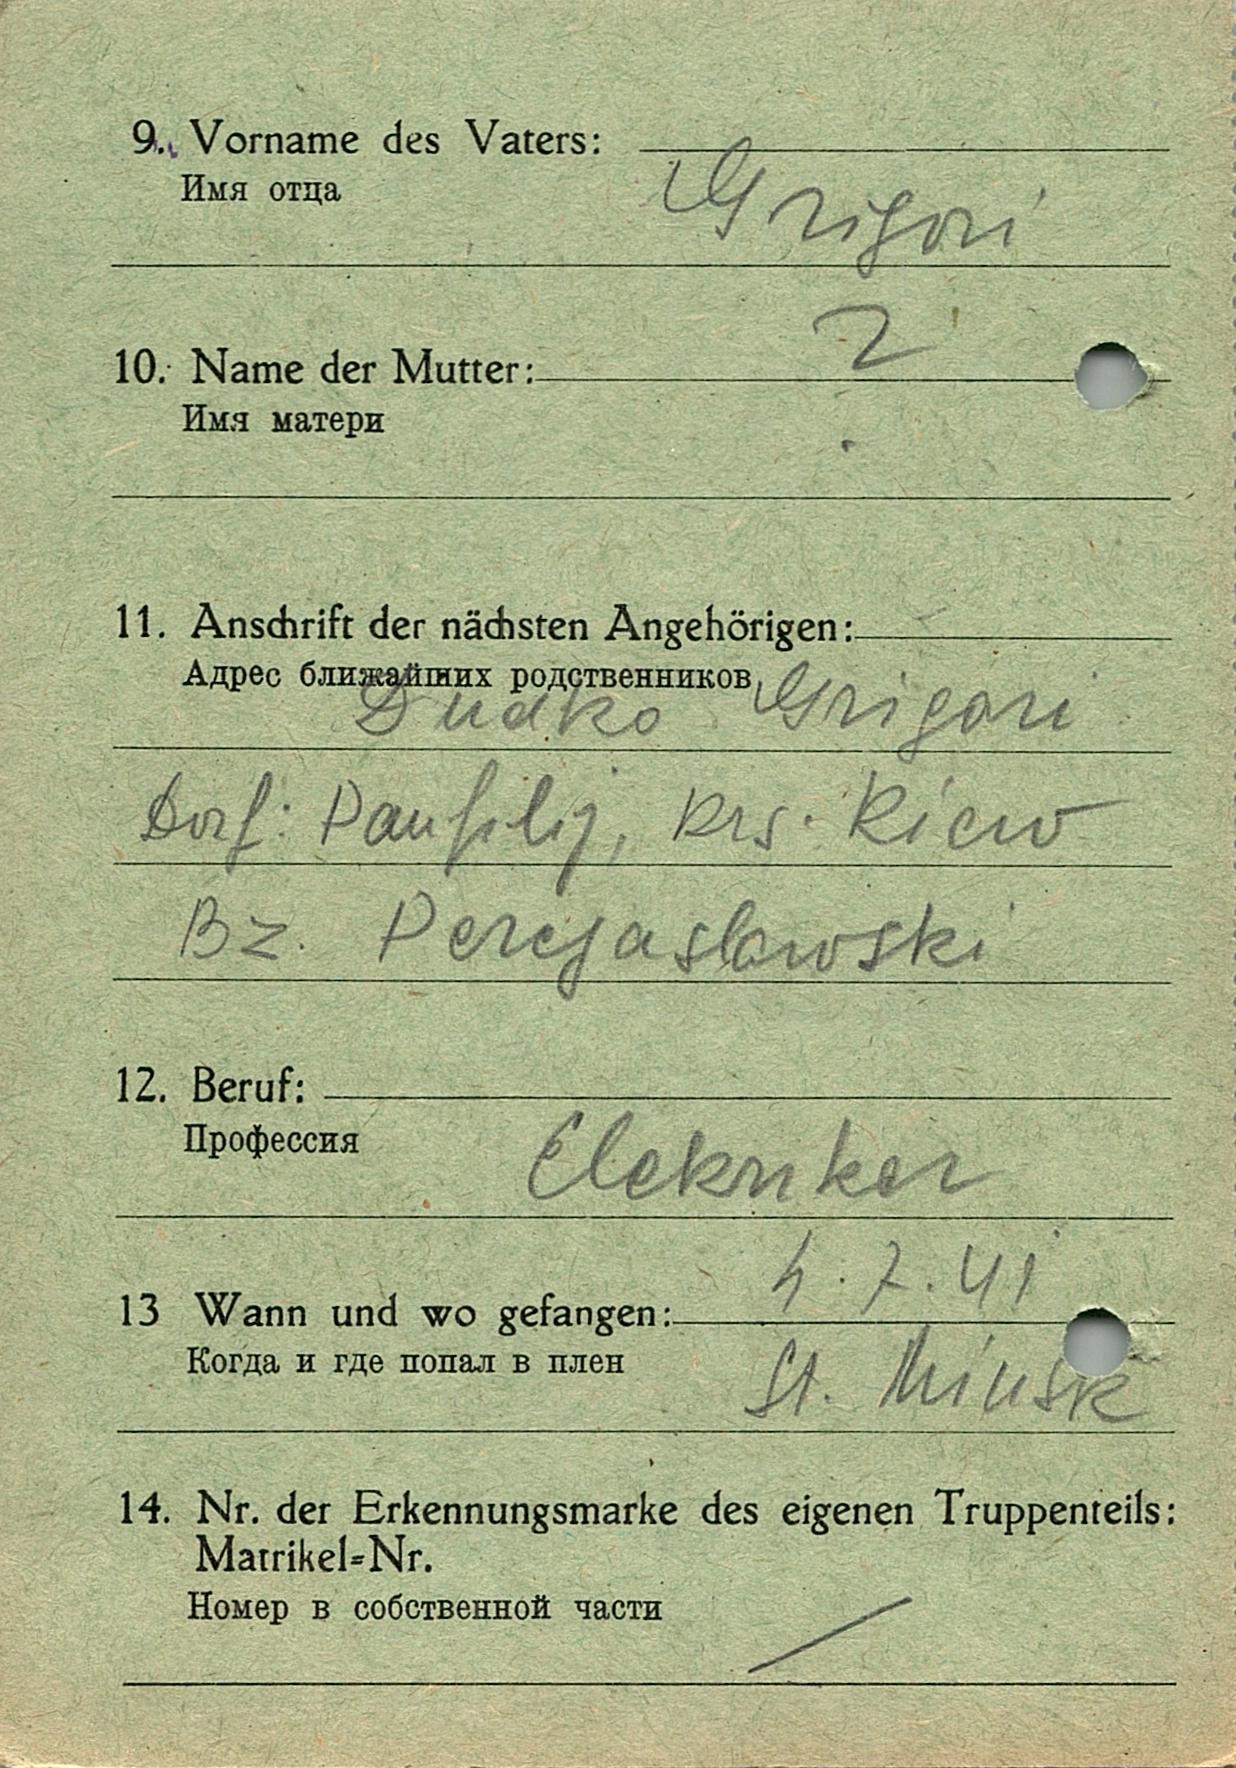 9. Vorname des Vaters:
Имя отца
Grigori
10. Name der Mutter: ?
Имя матери
11. Anschrift der nächsten Angehörigen:
Адрес ближайших родственников
Dudko Grigori
Dorf: Panfilij, Krs. Kiew
Bz. Perejaslowski
12. Beruf:
Профессия
Elektriker
4.7.41
13 Wann und wo gefangen:
Когда и где попал в плен
St. Minsk
14. Nr. der Erkennungsmarke des eigenen Truppenteils:
Matrikel=Nr.
Номер в собственной части